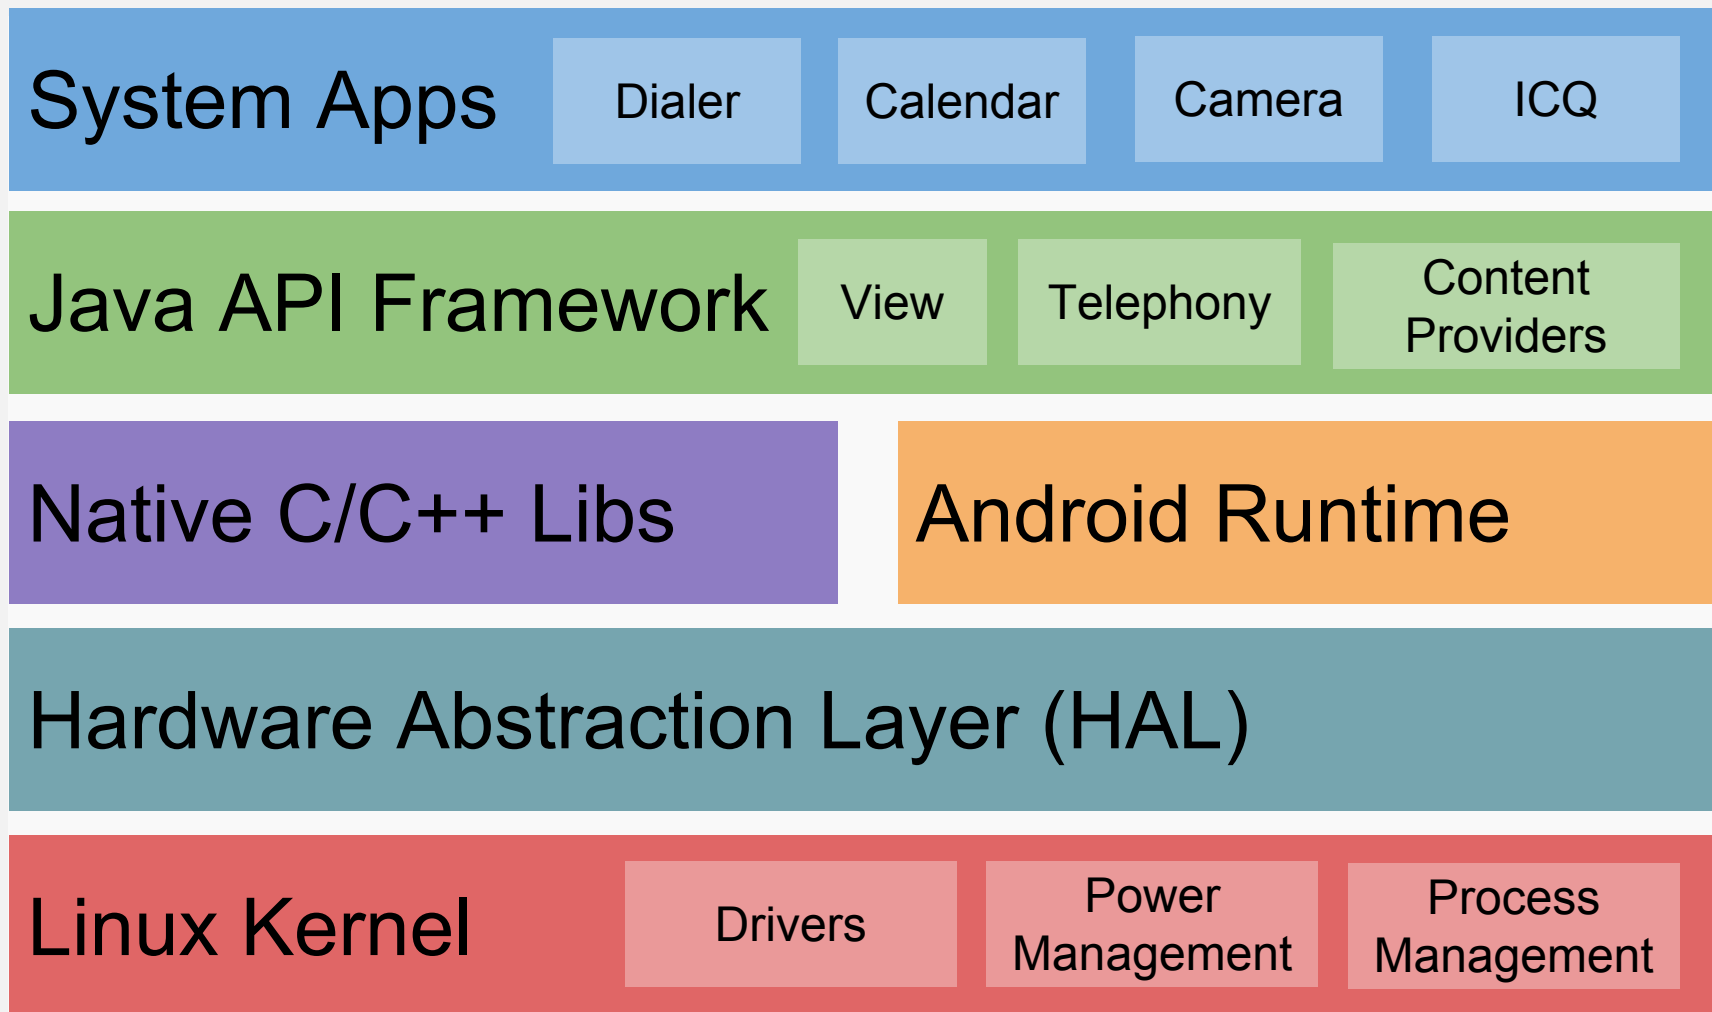 System Apps
Dialer
Calendar
Camera
ICQ
Java API Framework
View
Telephony
Content
Providers
Native C/C++ Libs
Android Runtime
Hardware Abstraction Layer (HAL)
Linux Kernel
Drivers
Power
Management
Process
Management